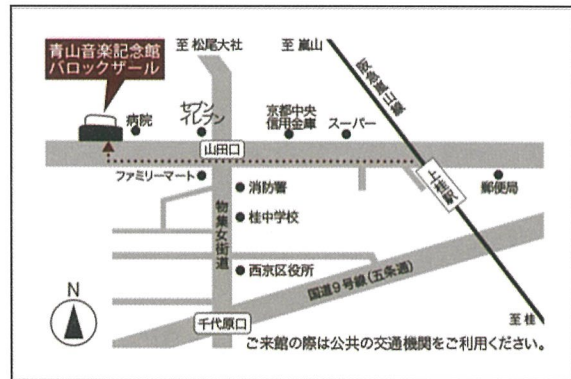 青山音楽記念館
バロックザール
至 松尾大社
至 嵐山
阪急嵐山線
病院
セブン
イレブン
京都中央
信用金庫
スーパー
山田口
上桂駅
ファミリーマート
消防署
郵便局
物集女街道
桂中学校
西京区役所
国道9号線(五条通)
N
千代原口
至 桂
ご来館の際は公共の交通機関をご利用ください。